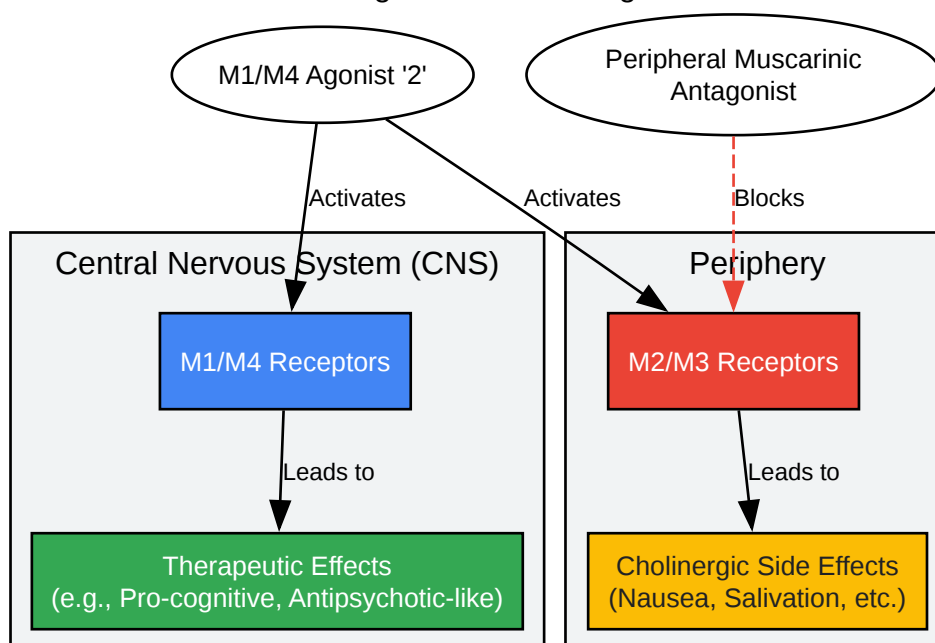 M1/M4 Agonist '2'
Peripheral Muscarinic
Antagonist
Activates
Activates
Blocks
Central Nervous System (CNS)
Periphery
M1/M4 Receptors
M2/M3 Receptors
Leads to
Leads to
Therapeutic Effects
(e.g., Pro-cognitive, Antipsychotic-like)
Cholinergic Side Effects
(Nausea, Salivation, etc.)